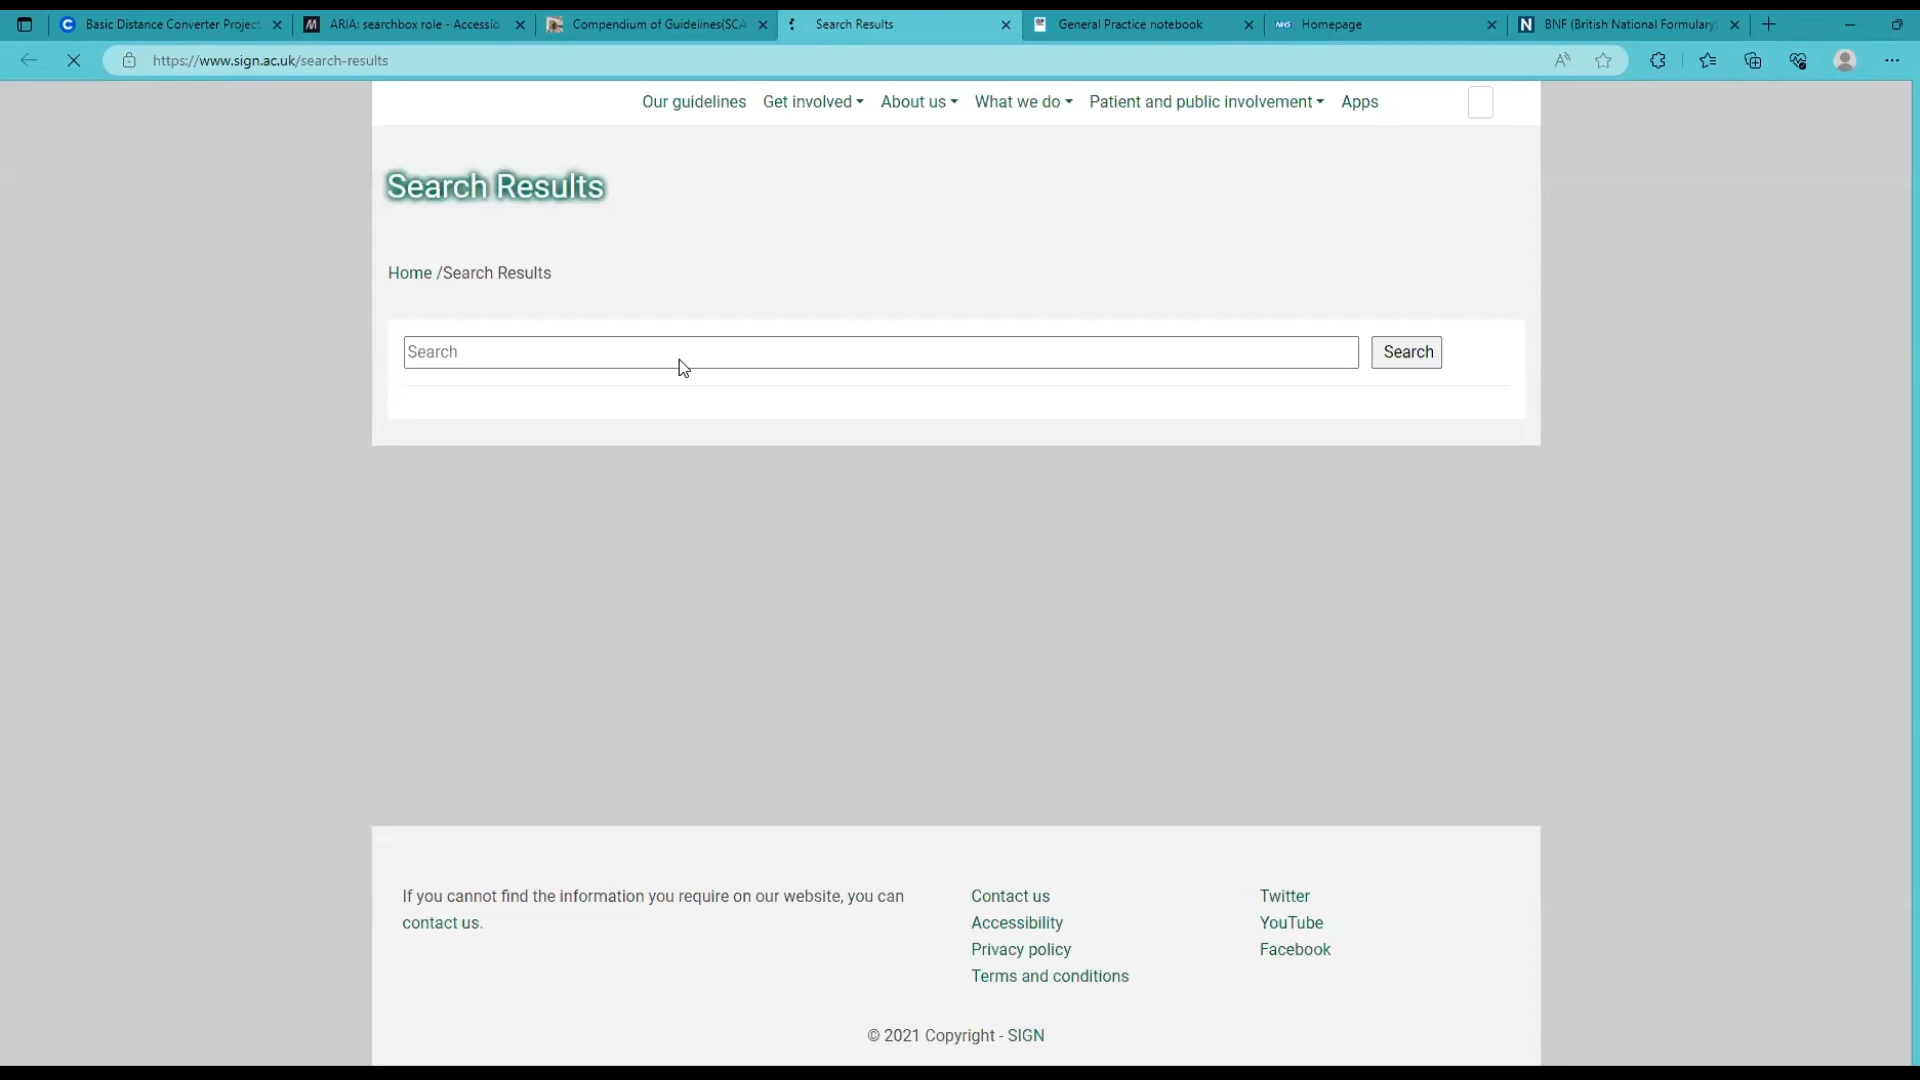 Basic Distance Converter Projec
ARIA: searchbox role - Accessio
Compendium of Guidelines(SCA
Search Results
General Practice notebook
Homepage
BNF (British National Formulary)
https://www.sign.ac.uk/search-results
Our guidelines
Get involved
About us
What we do
Patient and public involvement
Apps
Search Results
Home /Search Results
Search
Search
If you cannot find the information you require on our website, you can
contact us.
Contact us
Accessibility
Privacy policy
Terms and conditions
Twitter
YouTube
Facebook
© 2021 Copyright - SIGN